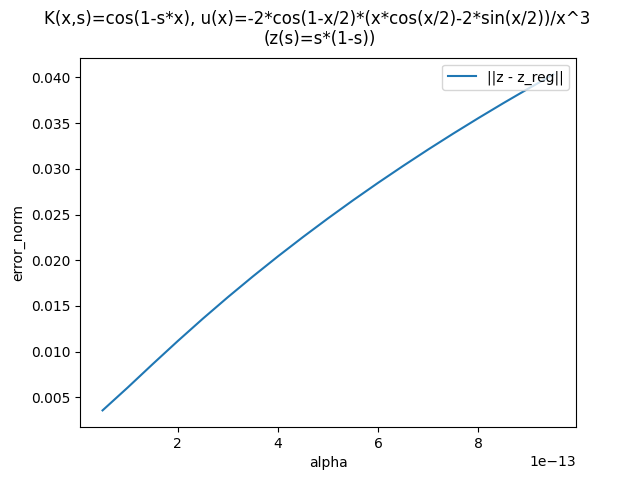 K(x,s)=cos(1-s*x), u(x)=-2*cos(1-x/2)*(x*cos(x/2)-2*sin(x/2))/x^3
(z(s)=s*(1-s))
||z - z_reg||
0.040
0.035
0.030
0.025
0.020
0.015
0.010
0.005
error_norm
2
4
6
8
1e−13
alpha